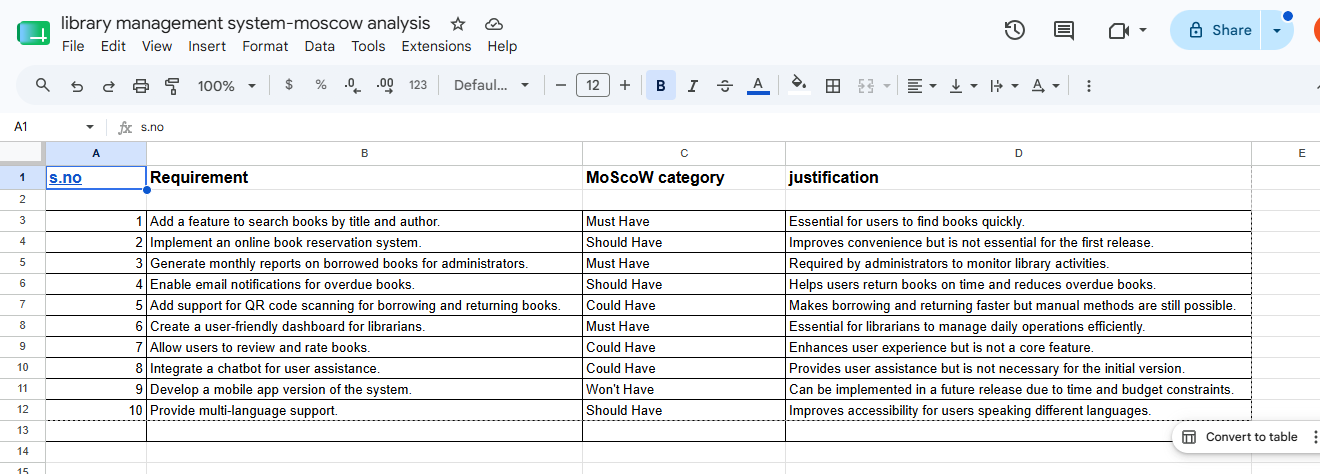 library management system-moscow analysis
File Edit View Insert Format Data Tools Extensions Help
Share
100% $ % .0 .00 123 Defaul... − 12 + B I S A A
A1 fx s.no
A B C D E
1 s.no Requirement MoScoW category justification
2
3 1 Add a feature to search books by title and author. Must Have Essential for users to find books quickly.
4 2 Implement an online book reservation system. Should Have Improves convenience but is not essential for the first release.
5 3 Generate monthly reports on borrowed books for administrators. Must Have Required by administrators to monitor library activities.
6 4 Enable email notifications for overdue books. Should Have Helps users return books on time and reduces overdue books.
7 5 Add support for QR code scanning for borrowing and returning books. Could Have Makes borrowing and returning faster but manual methods are still possible.
8 6 Create a user-friendly dashboard for librarians. Must Have Essential for librarians to manage daily operations efficiently.
9 7 Allow users to review and rate books. Could Have Enhances user experience but is not a core feature.
10 8 Integrate a chatbot for user assistance. Could Have Provides user assistance but is not necessary for the initial version.
11 9 Develop a mobile app version of the system. Won't Have Can be implemented in a future release due to time and budget constraints.
12 10 Provide multi-language support. Should Have Improves accessibility for users speaking different languages.
13
Convert to table
14
15